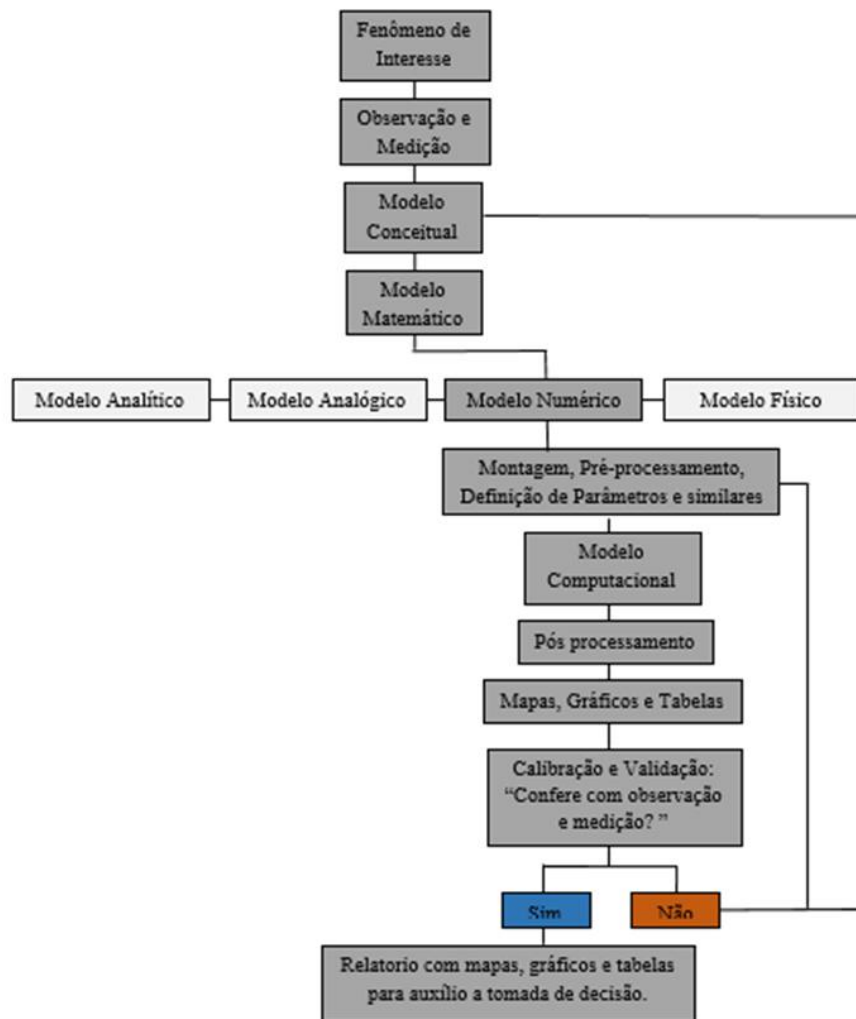 Fenômeno de
Interesse
Observação e
Medição
Modelo
Conceitual
Modelo
Matemático
Modelo Analítico
Modelo Analógico
Modelo Numérico
Modelo Físico
Montagem, Pré-processamento,
Definição de Parâmetros e similares
Modelo
Computacional
Pós processamento
Mapas, Gráficos e Tabelas
Calibração e Validação:
“Confere com observação
e medição? ”
Sim
Não
Relatorio com mapas, gráficos e tabelas
para auxílio a tomada de decisão.